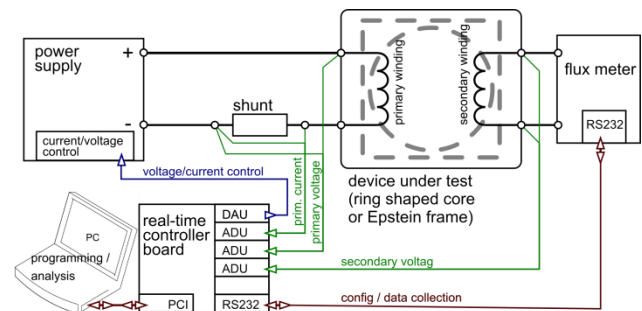 power
supply
+
-
current/voltage
control
shunt
primary winding
secondary winding
flux meter
RS232
device under test
(ring shaped core
or Epstein frame)
voltage/current control
prim. current
primary voltage
secondary voltag
config / data collection
PC
programming /
analysis
real-time
controller
board
DAU
ADU
ADU
ADU
PCI
RS232